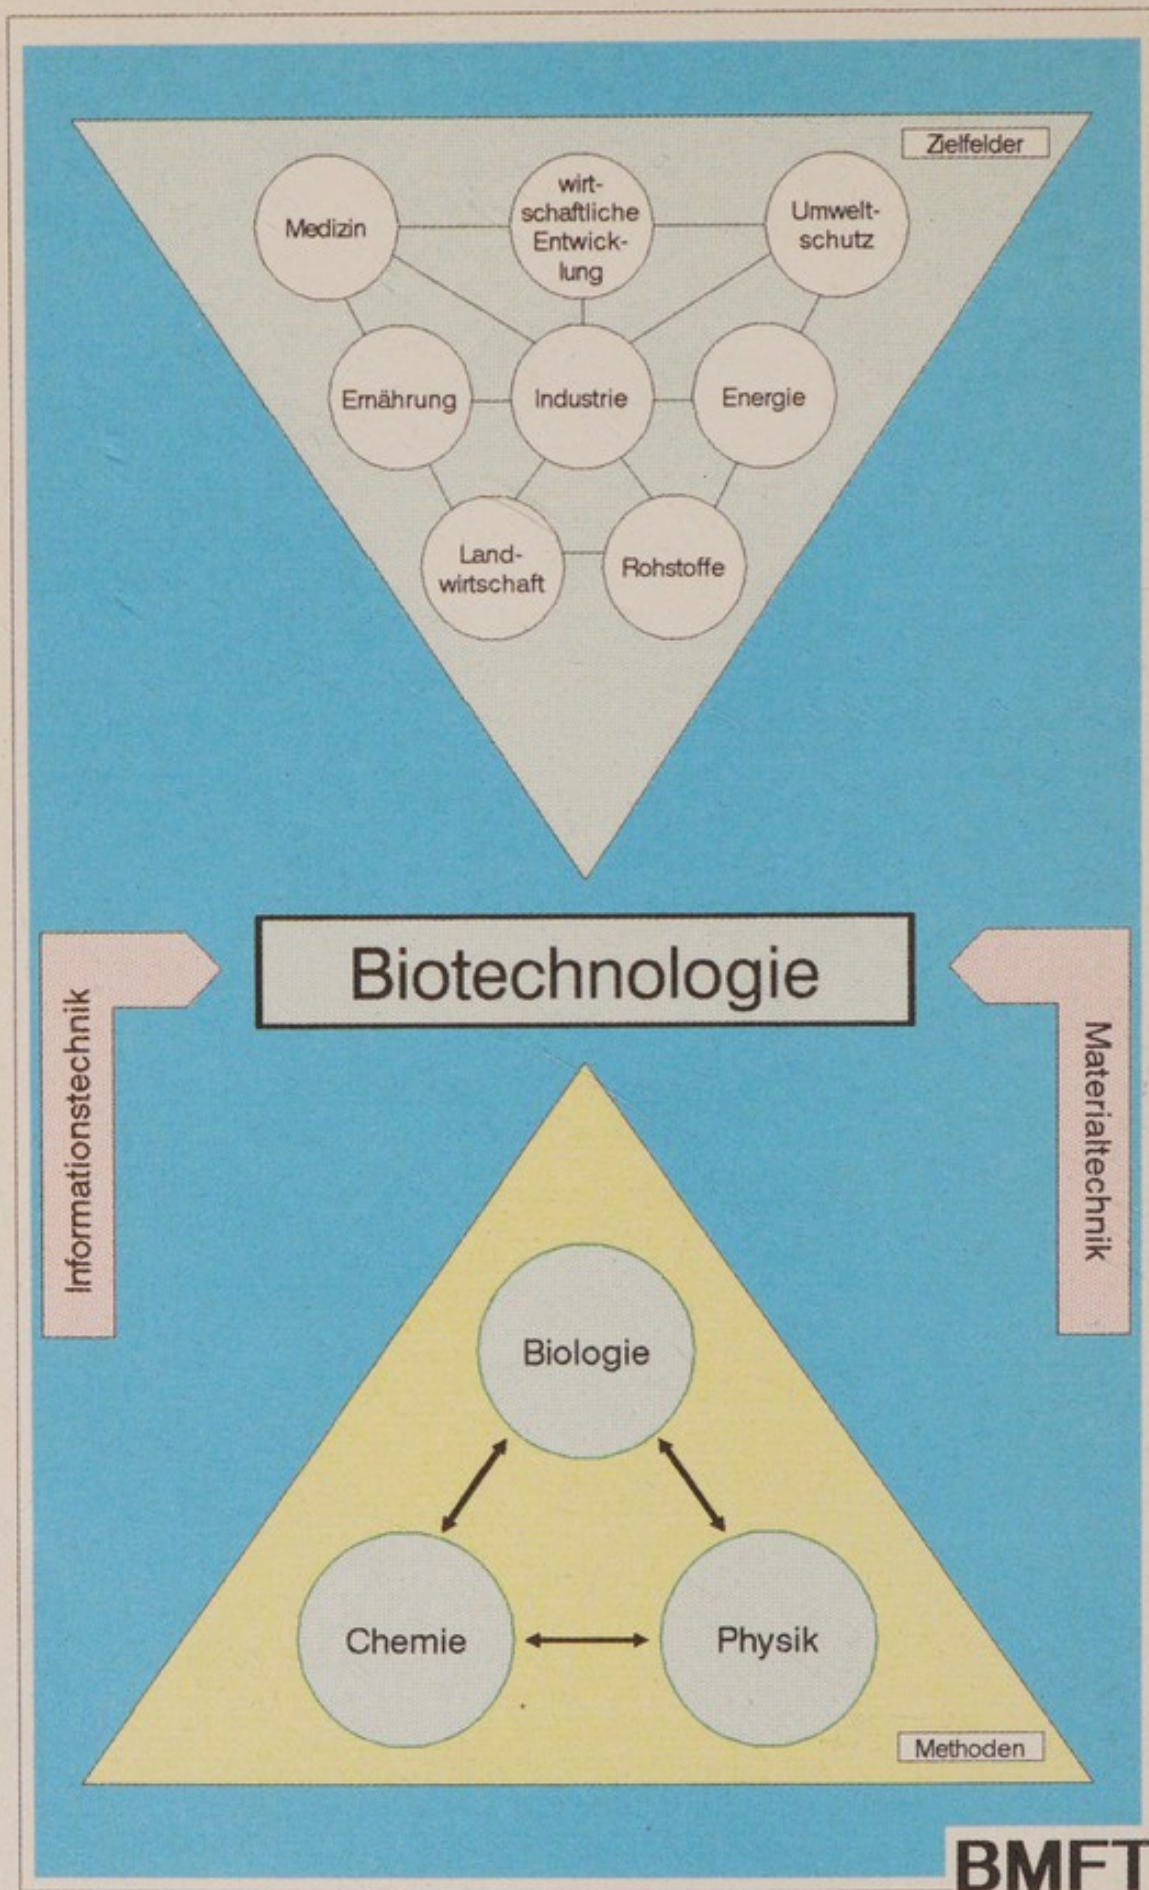 Zielfelder
Medizin
wirt-
schaftliche
Entwick-
lung
Umwelt-
schutz
Ernährung
Industrie
Energie
Land-
wirtschaft
Rohstoffe
Biotechnologie
Informationstechnik
Materialtechnik
Biologie
Chemie
Physik
Methoden
BMFT